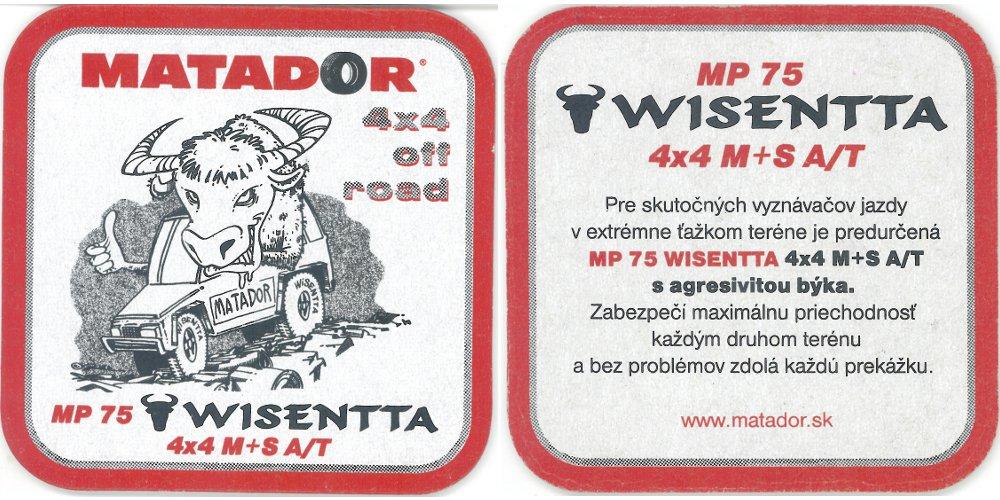 MATADOR®
4x4
off
road
MATADOR
WISENTTA
WISENTTA
WISENTTA
MP 75 WISENTTA
4x4 M+S A/T
MP 75
WISENTTA
4x4 M+S A/T
Pre skutočných vyznávačov jazdy
v extrémne ťažkom teréne je predurčená
MP 75 WISENTTA 4x4 M+S A/T
s agresivitou býka.
Zabezpečí maximálnu priechodnosť
každým druhom terénu
a bez problémov zdolá každú prekážku.
www.matador.sk